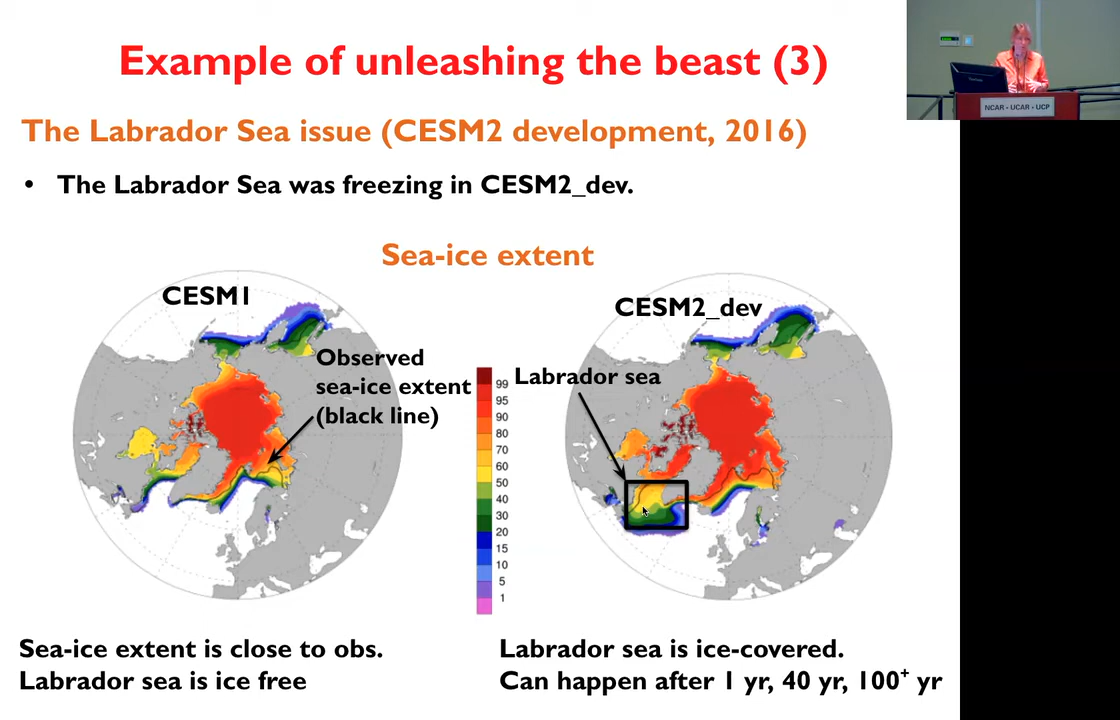 Example of unleashing the beast (3)
NCAR • UCAR • UCP
The Labrador Sea issue (CESM2 development, 2016)
• The Labrador Sea was freezing in CESM2_dev.
Sea-ice extent
CESM1
CESM2_dev
Observed
sea-ice extent
(black line)
Labrador sea
99
95
90
80
70
60
50
40
30
20
15
10
5
1
Sea-ice extent is close to obs.
Labrador sea is ice free
Labrador sea is ice-covered.
Can happen after 1 yr, 40 yr, 100⁺ yr